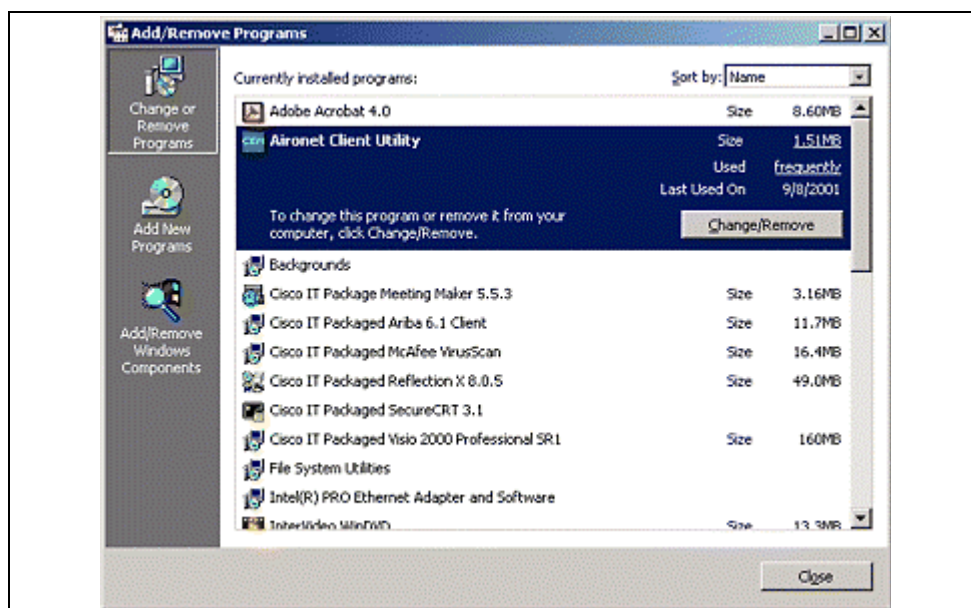 Add/Remove Programs
Change or
Remove
Programs
Add New
Programs
Add/Remove
Windows
Components
Currently installed programs:
Sort by: Name
Adobe Acrobat 4.0 Size 8.60MB
Aironet Client Utility Size 1.51MB
Used frequently
Last Used On 9/8/2001
To change this program or remove it from your
computer, click Change/Remove.
Change/Remove
Backgrounds
Cisco IT Package Meeting Maker 5.5.3 Size 3.16MB
Cisco IT Packaged Ariba 6.1 Client Size 11.7MB
Cisco IT Packaged McAfee VirusScan Size 16.4MB
Cisco IT Packaged Reflection X 8.0.5 Size 49.0MB
Cisco IT Packaged SecureCRT 3.1
Cisco IT Packaged Visio 2000 Professional SR1 Size 160MB
File System Utilities
Intel(R) PRO Ethernet Adapter and Software
InterVideo WinDVD Size 13.3MB
Close